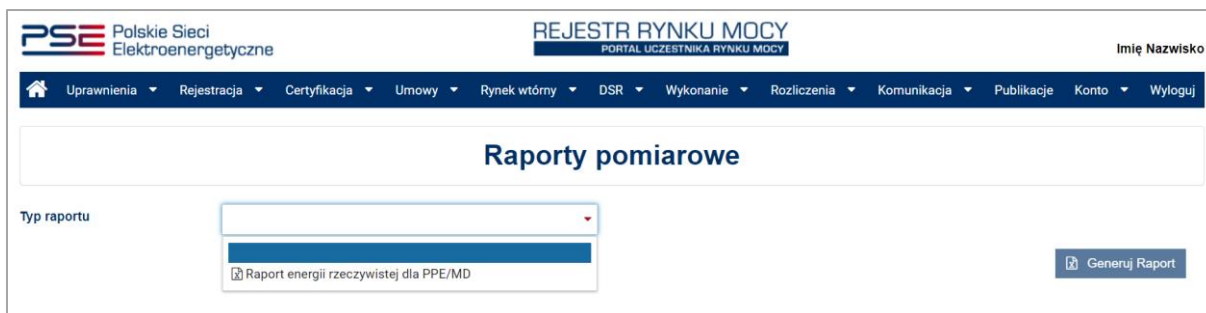 PSE Polskie Sieci Elektroenergetyczne
REJESTR RYNKU MOCY
PORTAL UCZESTNIKA RYNKU MOCY
Imię Nazwisko
Uprawnienia Rejestracja Certyfikacja Umowy Rynek wtórny DSR Wykonanie Rozliczenia Komunikacja Publikacje Konto Wyloguj
Raporty pomiarowe
Typ raportu
Raport energii rzeczywistej dla PPE/MD
Generuj Raport